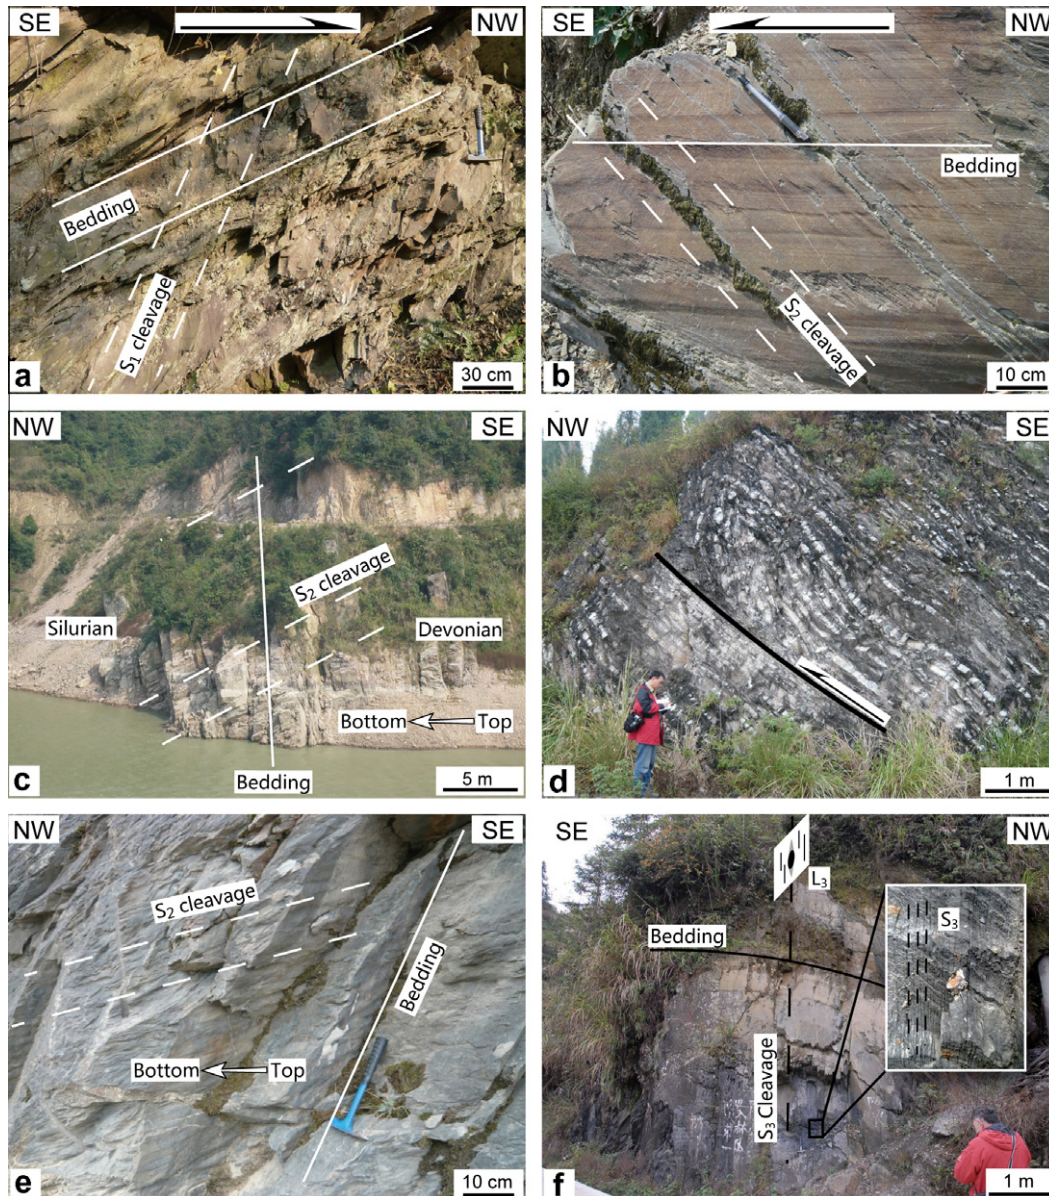 SE
NW
Bedding
S₁ cleavage
a
30 cm
SE
NW
Bedding
S₂ cleavage
b
10 cm
NW
SE
S₂ cleavage
Silurian
Devonian
Bottom
Top
Bedding
c
5 m
NW
SE
d
1 m
NW
SE
S₂ cleavage
Bedding
Bottom
Top
e
10 cm
SE
NW
L₃
Bedding
S₃
S₃ Cleavage
f
1 m